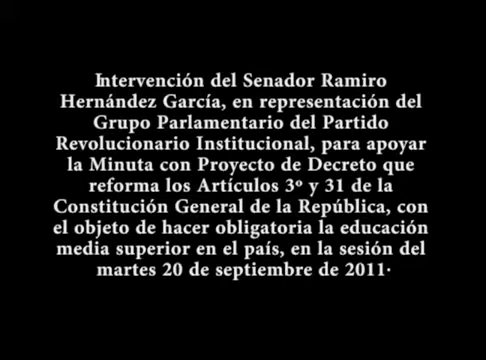 Intervención del Senador Ramiro
Hernández García, en representación del
Grupo Parlamentario del Partido
Revolucionario Institucional, para apoyar
la Minuta con Proyecto de Decreto que
reforma los Artículos 3º y 31 de la
Constitución General de la República, con
el objeto de hacer obligatoria la educación
media superior en el país, en la sesión del
martes 20 de septiembre de 2011·